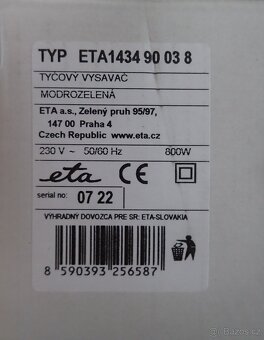 TYP ETA1434 90 03 8
TYČOVÝ VYSAVAČ
MODROZELENÁ
ETA a.s., Zelený pruh 95/97,
147 00 Praha 4
Czech Republic www.eta.cz
230 V ~ 50/60 Hz 800W
eta CE
serial no: 07 22
VÝHRADNÝ DOVOZCA PRE SR: ETA-SLOVAKIA
8 590393 256587
sbazos.cz